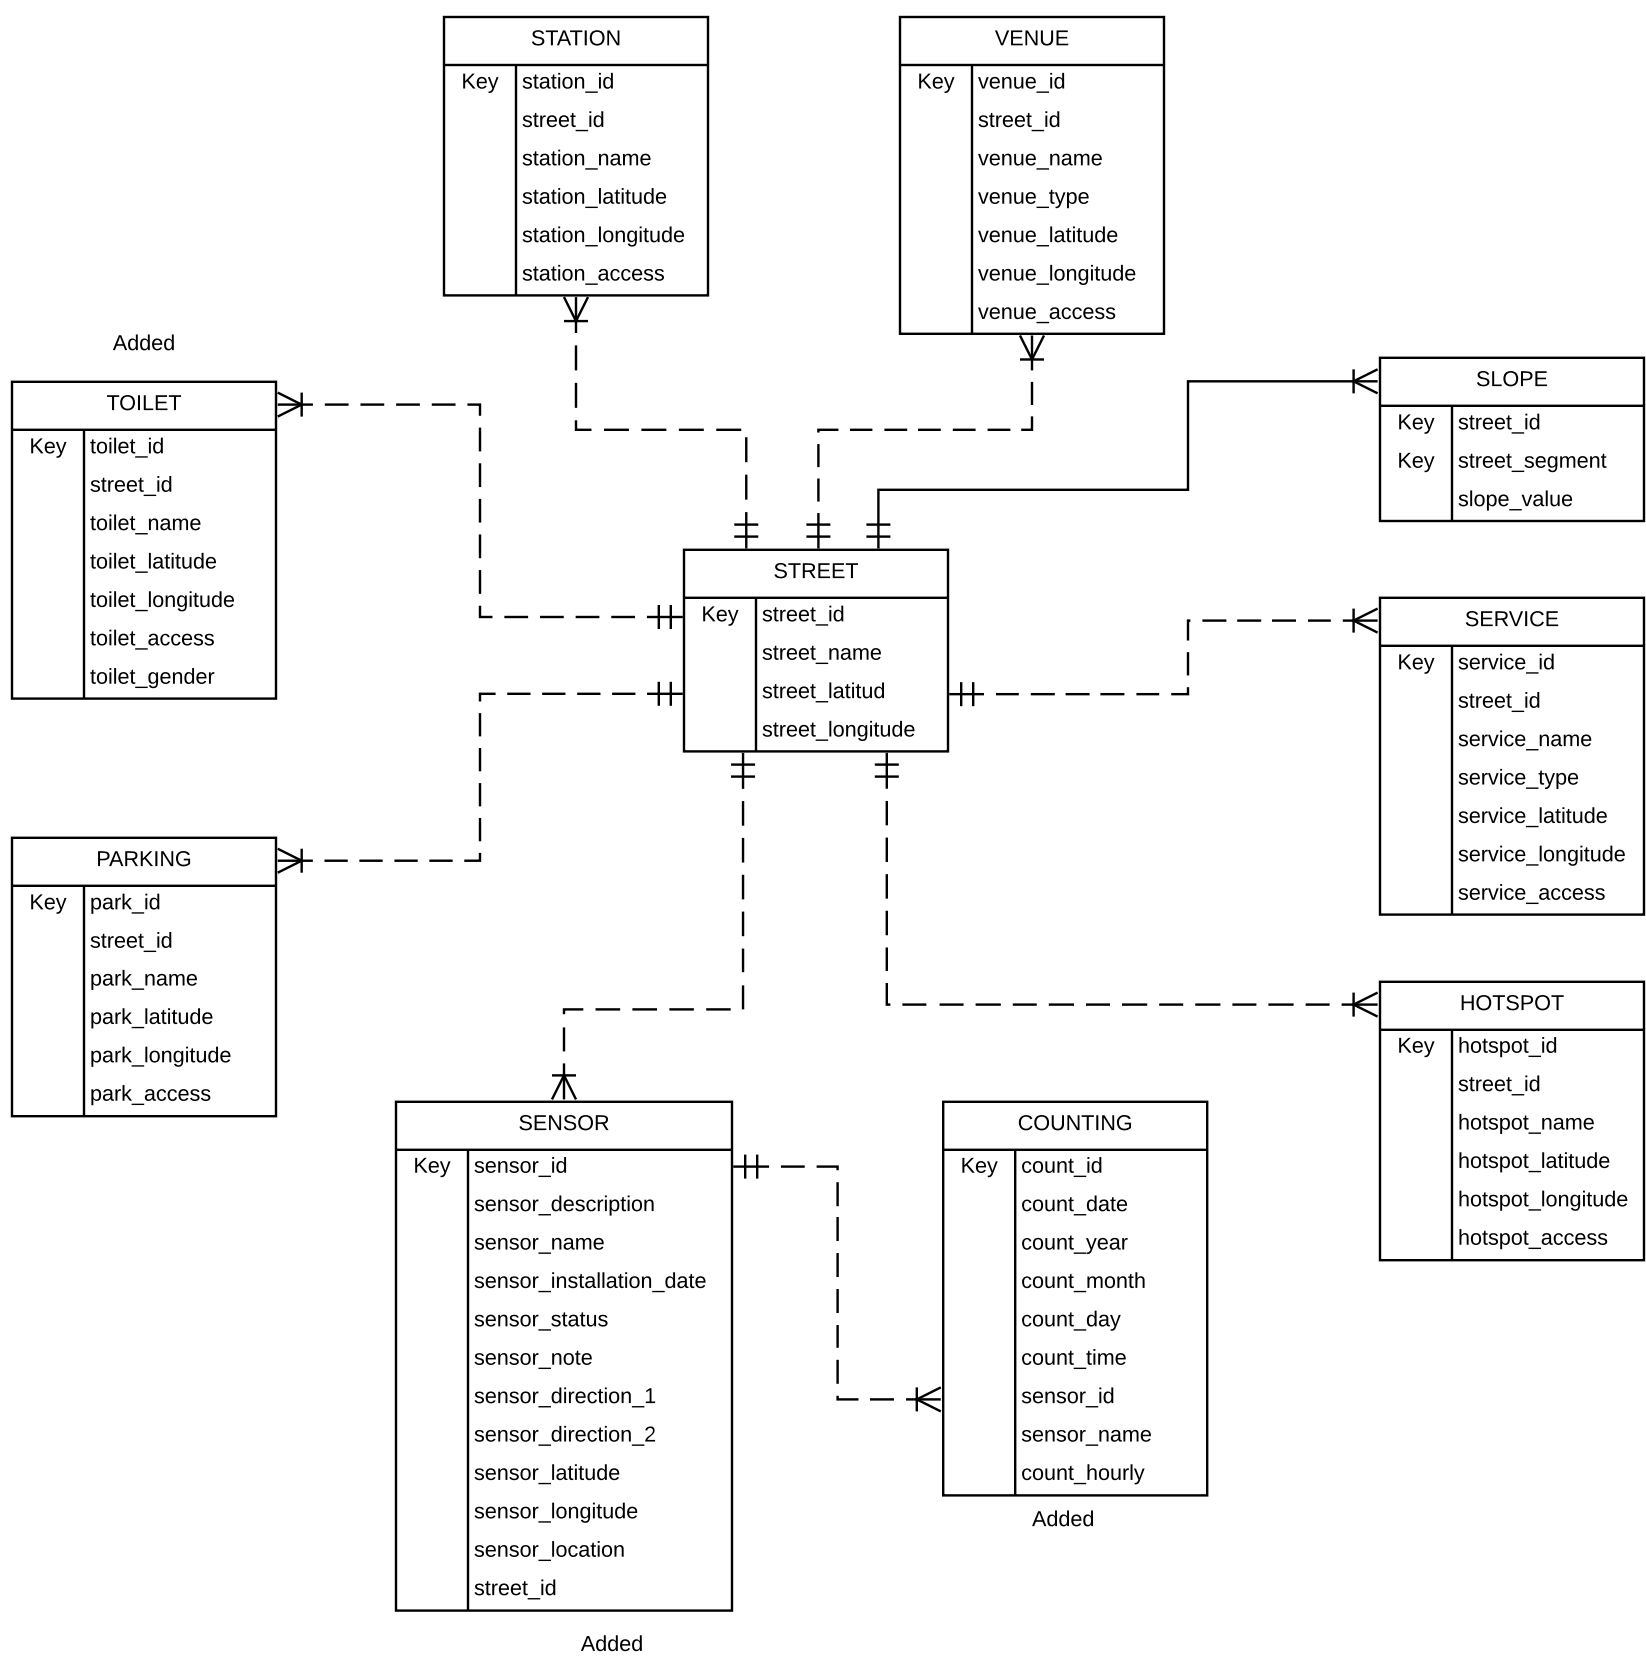 STATION
Key station_id
street_id
station_name
station_latitude
station_longitude
station_access
VENUE
Key venue_id
street_id
venue_name
venue_type
venue_latitude
venue_longitude
venue_access
Added
TOILET
Key toilet_id
street_id
toilet_name
toilet_latitude
toilet_longitude
toilet_access
toilet_gender
SLOPE
Key street_id
Key street_segment
slope_value
STREET
Key street_id
street_name
street_latitud
street_longitude
SERVICE
Key service_id
street_id
service_name
service_type
service_latitude
service_longitude
service_access
PARKING
Key park_id
street_id
park_name
park_latitude
park_longitude
park_access
HOTSPOT
Key hotspot_id
street_id
hotspot_name
hotspot_latitude
hotspot_longitude
hotspot_access
SENSOR
Key sensor_id
sensor_description
sensor_name
sensor_installation_date
sensor_status
sensor_note
sensor_direction_1
sensor_direction_2
sensor_latitude
sensor_longitude
sensor_location
street_id
Added
COUNTING
Key count_id
count_date
count_year
count_month
count_day
count_time
sensor_id
sensor_name
count_hourly
Added